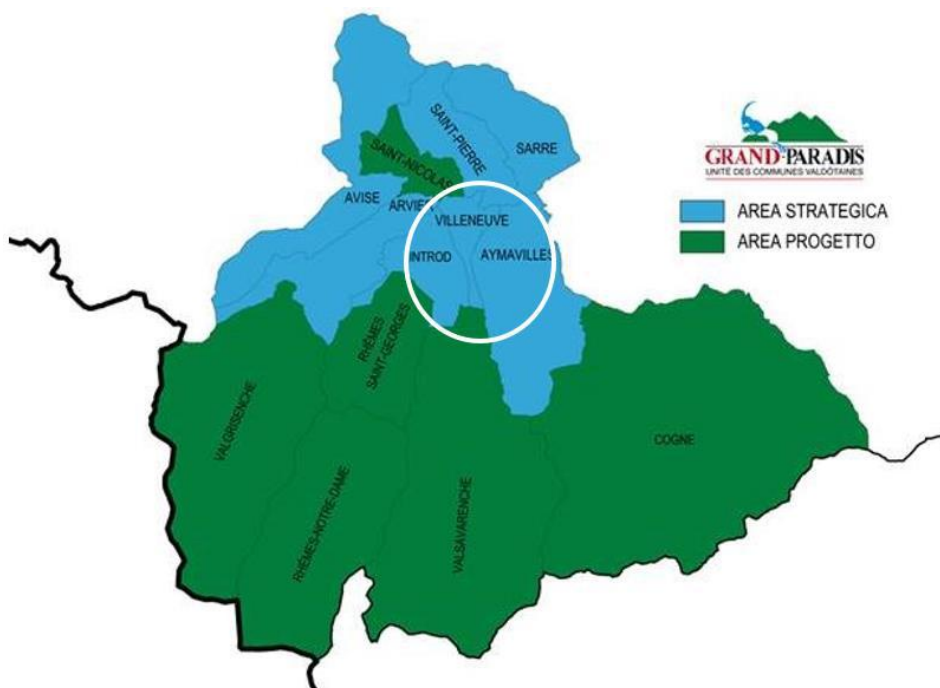 SAINT-PIERRE
SARRE
SAINT-NICOLAS
AVISE
ARVIER
VILLENEUVE
INTROD
AYMAVILLES
RHÊMES
SAINT-GEORGES
VALGRISENCHE
COGNE
RHÊMES-NOTRE-DAME
VALSAVARENCHE
GRAND-PARADIS
UNITÉ DES COMMUNES VALDÔTAINES
AREA STRATEGICA
AREA PROGETTO